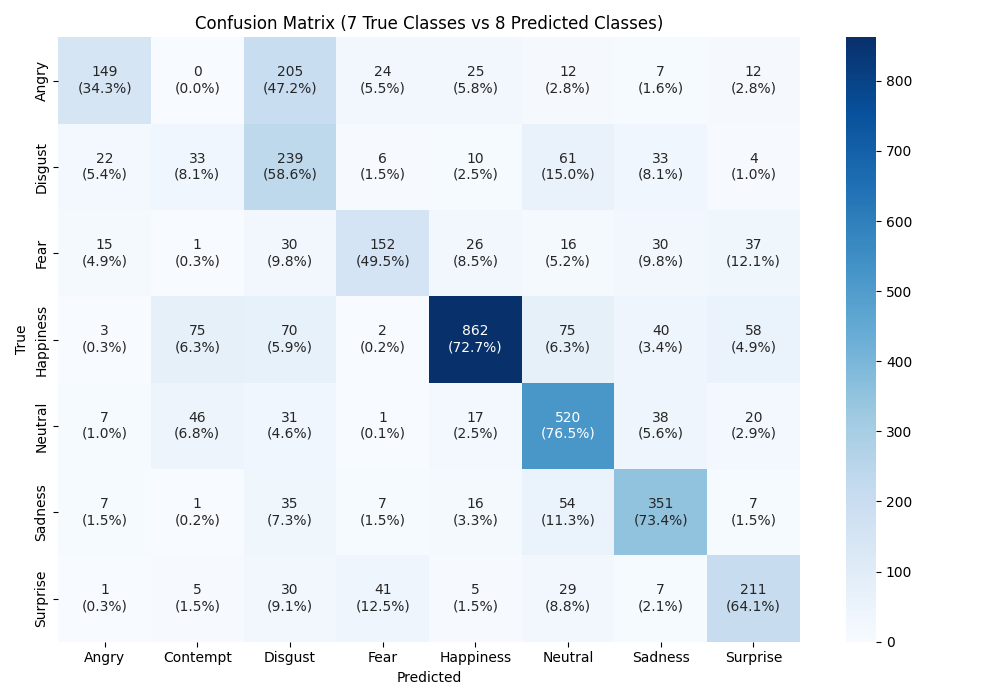 Confusion Matrix (7 True Classes vs 8 Predicted Classes)
True
Angry
149 0 205 24 25 12 7 12
(34.3%) (0.0%) (47.2%) (5.5%) (5.8%) (2.8%) (1.6%) (2.8%)
Disgust
22 33 239 6 10 61 33 4
(5.4%) (8.1%) (58.6%) (1.5%) (2.5%) (15.0%) (8.1%) (1.0%)
Fear
15 1 30 152 26 16 30 37
(4.9%) (0.3%) (9.8%) (49.5%) (8.5%) (5.2%) (9.8%) (12.1%)
Happiness
3 75 70 2 862 75 40 58
(0.3%) (6.3%) (5.9%) (0.2%) (72.7%) (6.3%) (3.4%) (4.9%)
Neutral
7 46 31 1 17 520 38 20
(1.0%) (6.8%) (4.6%) (0.1%) (2.5%) (76.5%) (5.6%) (2.9%)
Sadness
7 1 35 7 16 54 351 7
(1.5%) (0.2%) (7.3%) (1.5%) (3.3%) (11.3%) (73.4%) (1.5%)
Surprise
1 5 30 41 5 29 7 211
(0.3%) (1.5%) (9.1%) (12.5%) (1.5%) (8.8%) (2.1%) (64.1%)
Angry Contempt Disgust Fear Happiness Neutral Sadness Surprise
Predicted
800
700
600
500
400
300
200
100
0